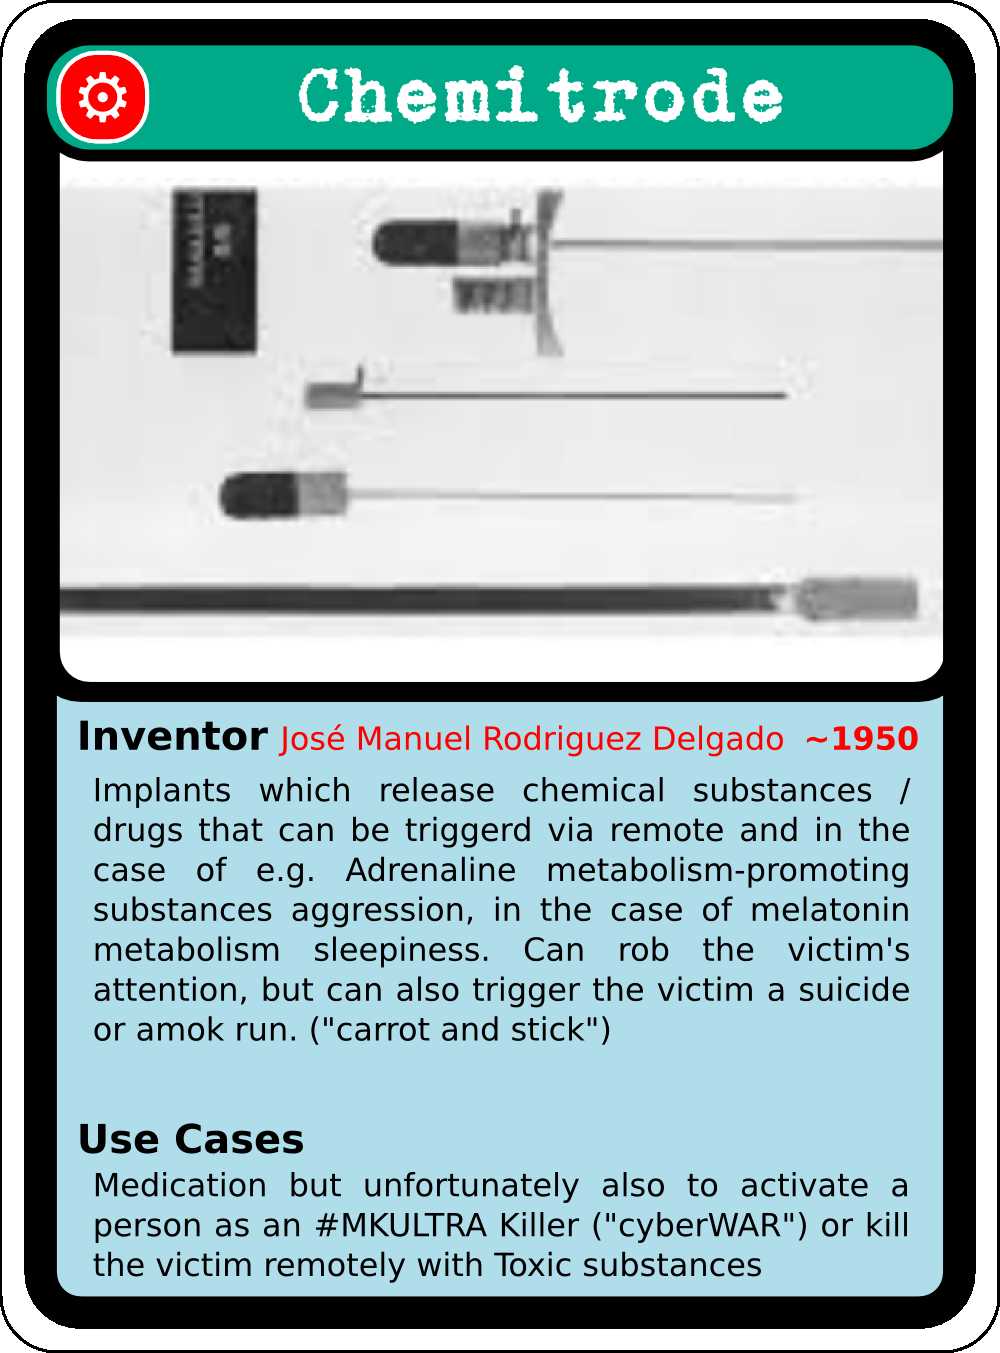 Chemitrode
Inventor José Manuel Rodriguez Delgado ~1950
Implants which release chemical substances /
drugs that can be triggerd via remote and in the
case of e.g. Adrenaline metabolism-promoting
substances aggression, in the case of melatonin
metabolism sleepiness. Can rob the victim's
attention, but can also trigger the victim a suicide
or amok run. ("carrot and stick")
Use Cases
Medication but unfortunately also to activate a
person as an #MKULTRA Killer ("cyberWAR") or kill
the victim remotely with Toxic substances